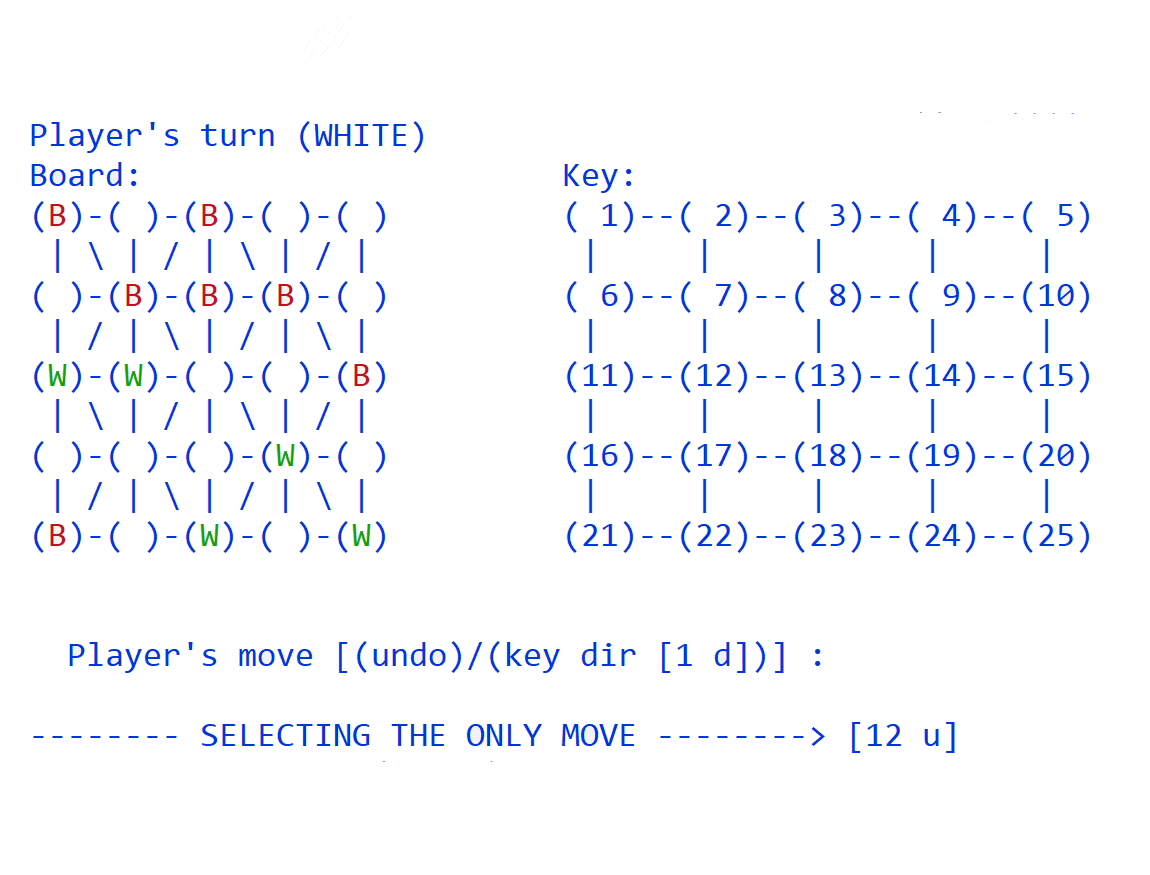 Player's turn (WHITE)
Board:                       Key:
(B)-( )-(B)-( )-( )          ( 1)--( 2)--( 3)--( 4)--( 5)
 | \ | / | \ | / |            |     |     |     |     |
( )-(B)-(B)-(B)-( )          ( 6)--( 7)--( 8)--( 9)--(10)
 | / | \ | / | \ |            |     |     |     |     |
(W)-(W)-( )-( )-(B)          (11)--(12)--(13)--(14)--(15)
 | \ | / | \ | / |            |     |     |     |     |
( )-( )-( )-(W)-( )          (16)--(17)--(18)--(19)--(20)
 | / | \ | / | \ |            |     |     |     |     |
(B)-( )-(W)-( )-(W)          (21)--(22)--(23)--(24)--(25)
  Player's move [(undo)/(key dir [1 d])] :
-------- SELECTING THE ONLY MOVE --------> [12 u]